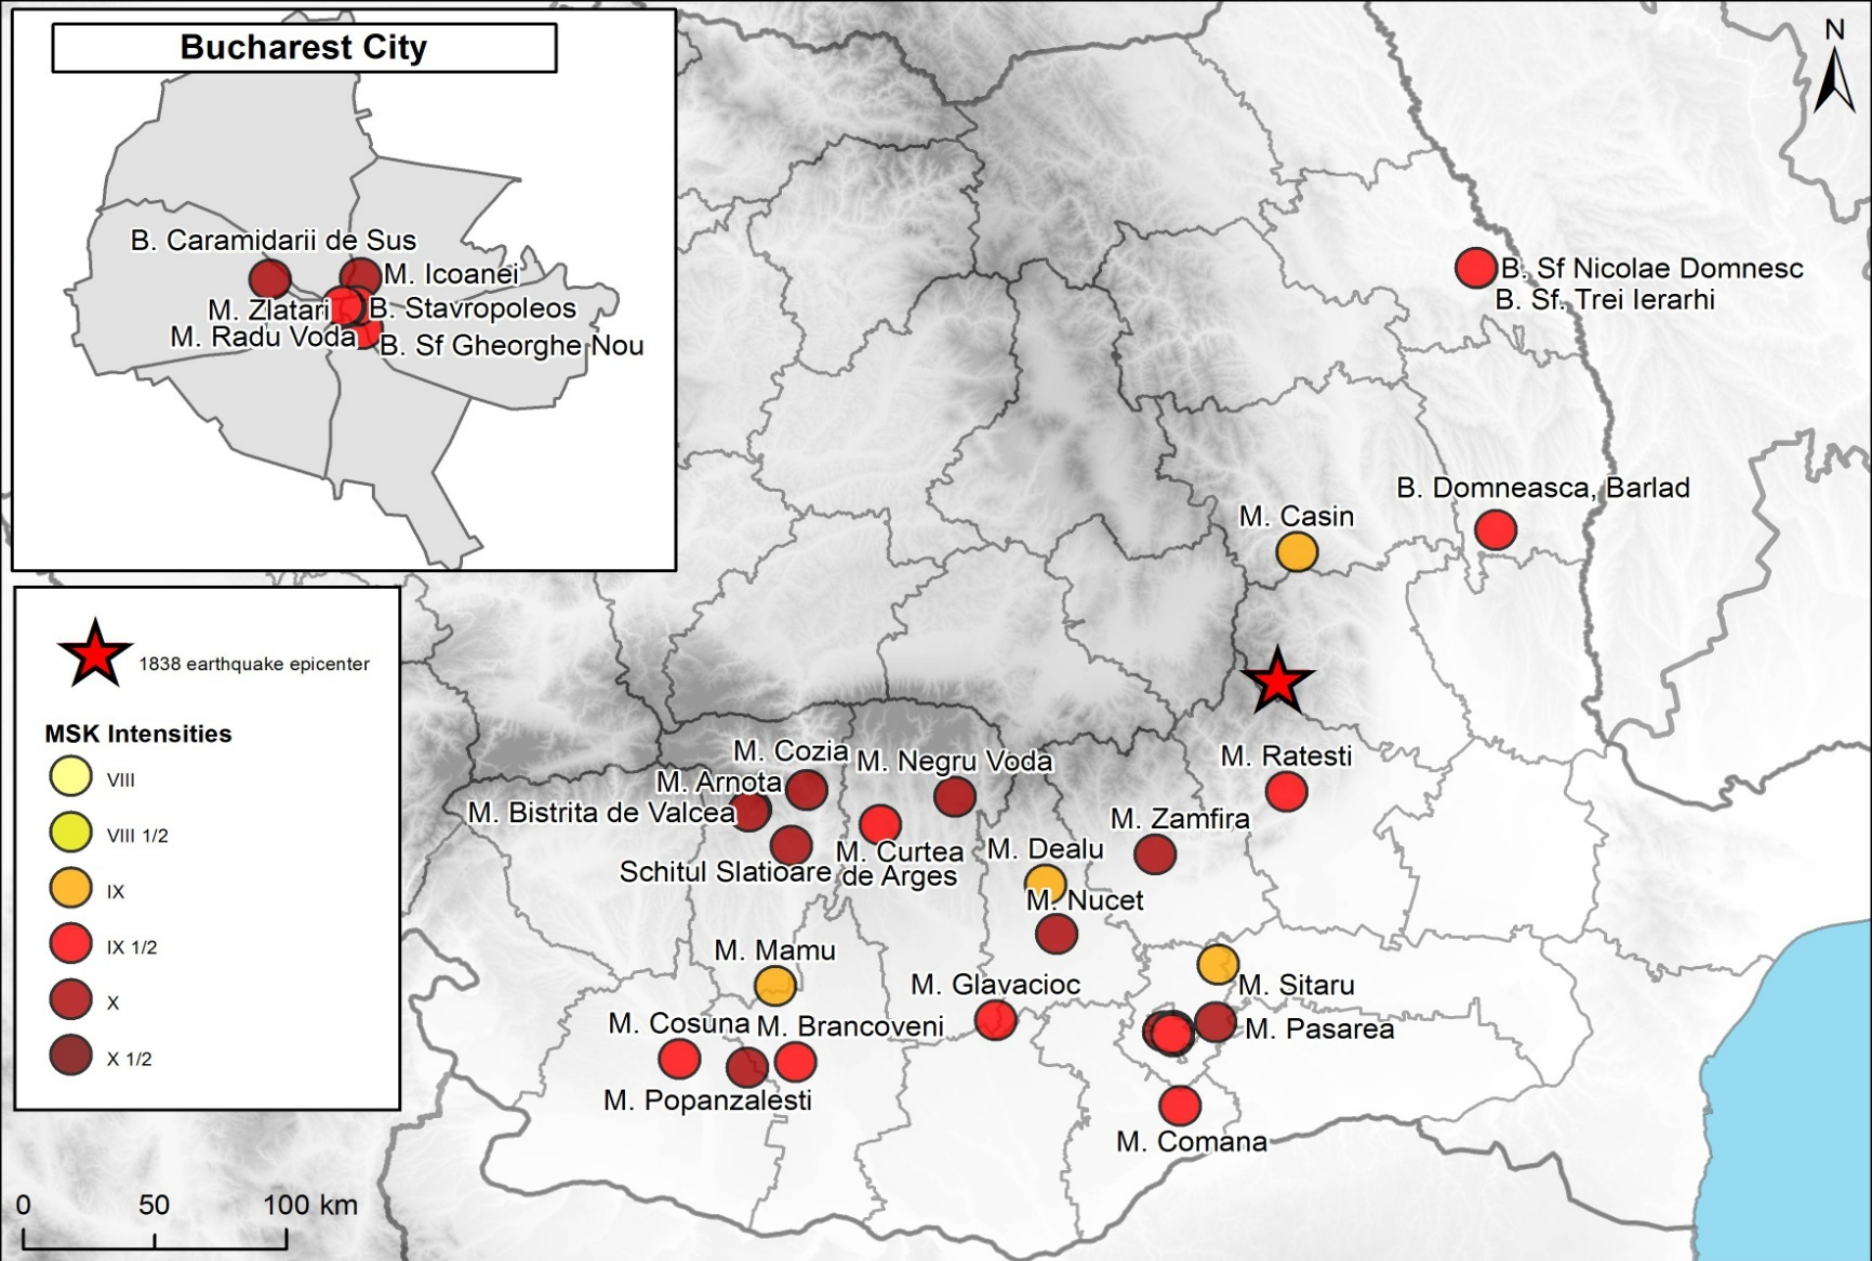 Bucharest City
N
B. Caramidarii de Sus
M. Icoanei
M. Zlatari
B. Stavropoleos
M. Radu Voda
B. Sf Gheorghe Nou
B. Sf Nicolae Domnesc
B. Sf. Trei Ierarhi
B. Domneasca, Barlad
M. Casin
1838 earthquake epicenter
MSK Intensities
VIII
VIII 1/2
IX
IX 1/2
X
X 1/2
M. Cozia
M. Negru Voda
M. Ratesti
M. Arnota
M. Bistrita de Valcea
M. Zamfira
M. Curtea
de Arges
M. Dealu
Schitul Slatioare
M. Nucet
M. Mamu
M. Glavacioc
M. Sitaru
M. Cosuna
M. Brancoveni
M. Pasarea
M. Popanzalesti
M. Comana
0 50 100 km